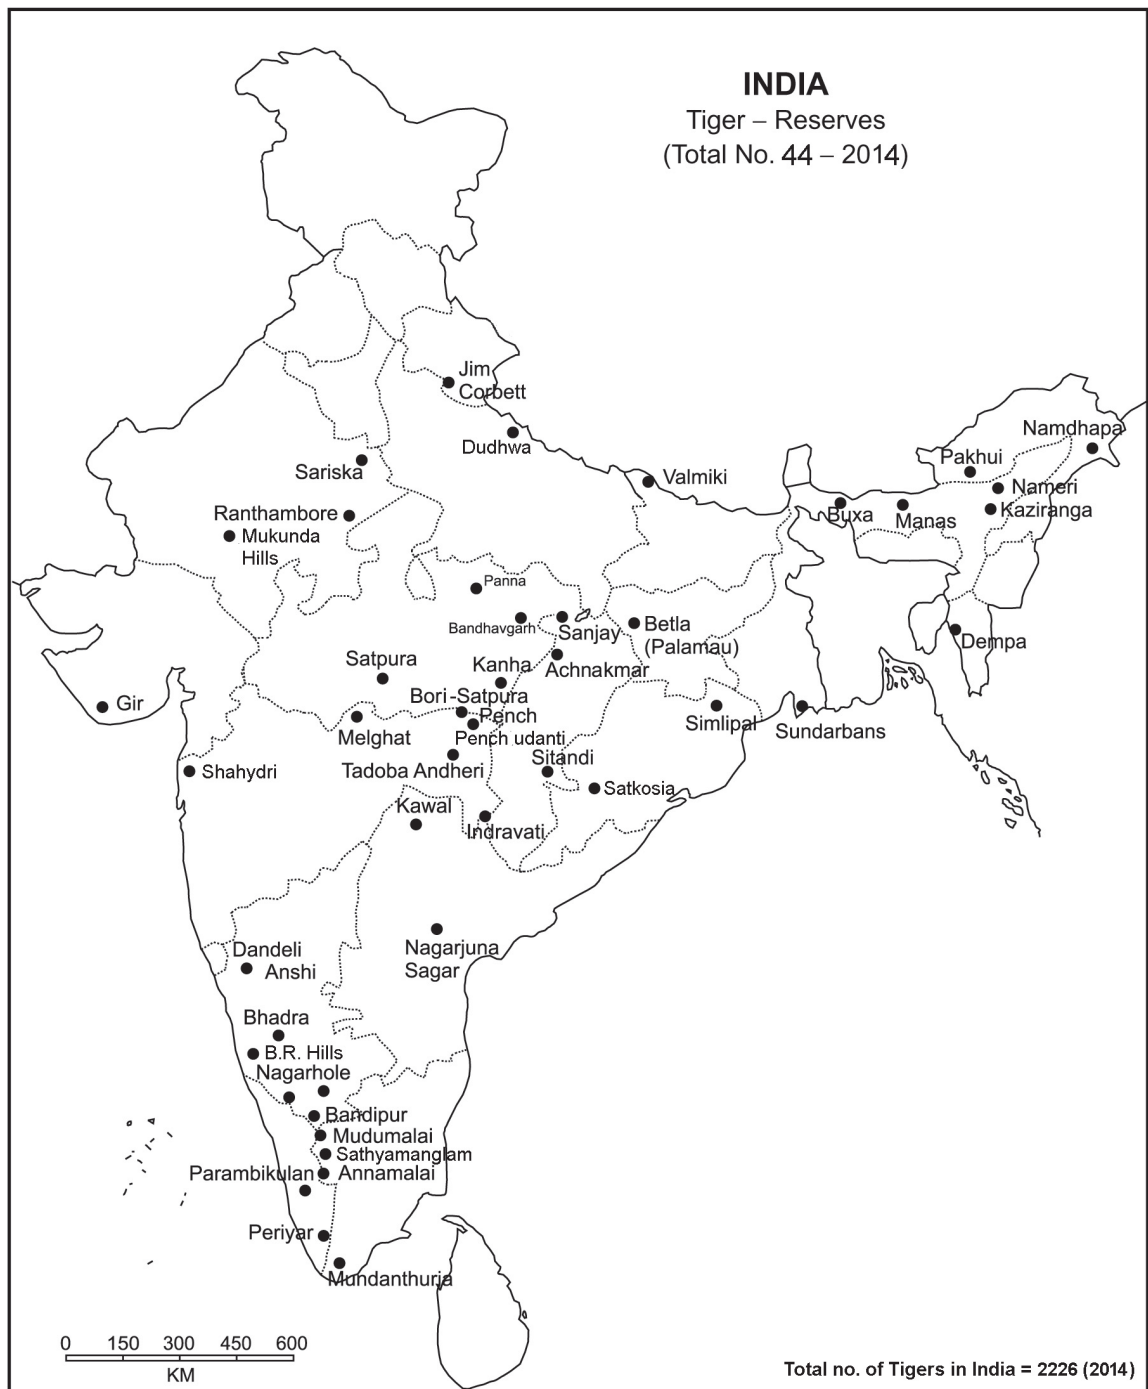 INDIA
Tiger – Reserves
(Total No. 44 – 2014)
Jim
Corbett
Dudhwa
Namdhapa
Pakhui
Sariska
Valmiki
Nameri
Kaziranga
Buxa
Manas
Ranthambore
Mukunda
Hills
Panna
Bandhavgarh
Sanjay
Betla
(Palamau)
Dempa
Achnakmar
Satpura
Kanha
Bori-Satpura
Gir
Pench
Melghat
Simlipal
Sundarbans
Pench udanti
Sitandi
Shahydri
Tadoba Andheri
Satkosia
Kawal
Indravati
Nagarjuna
Sagar
Dandeli
Anshi
Bhadra
B.R. Hills
Nagarhole
Bandipur
Mudumalai
Sathyamanglam
Parambikulan
Annamalai
Periyar
Mundanthuria
0 150 300 450 600
KM
Total no. of Tigers in India = 2226 (2014)